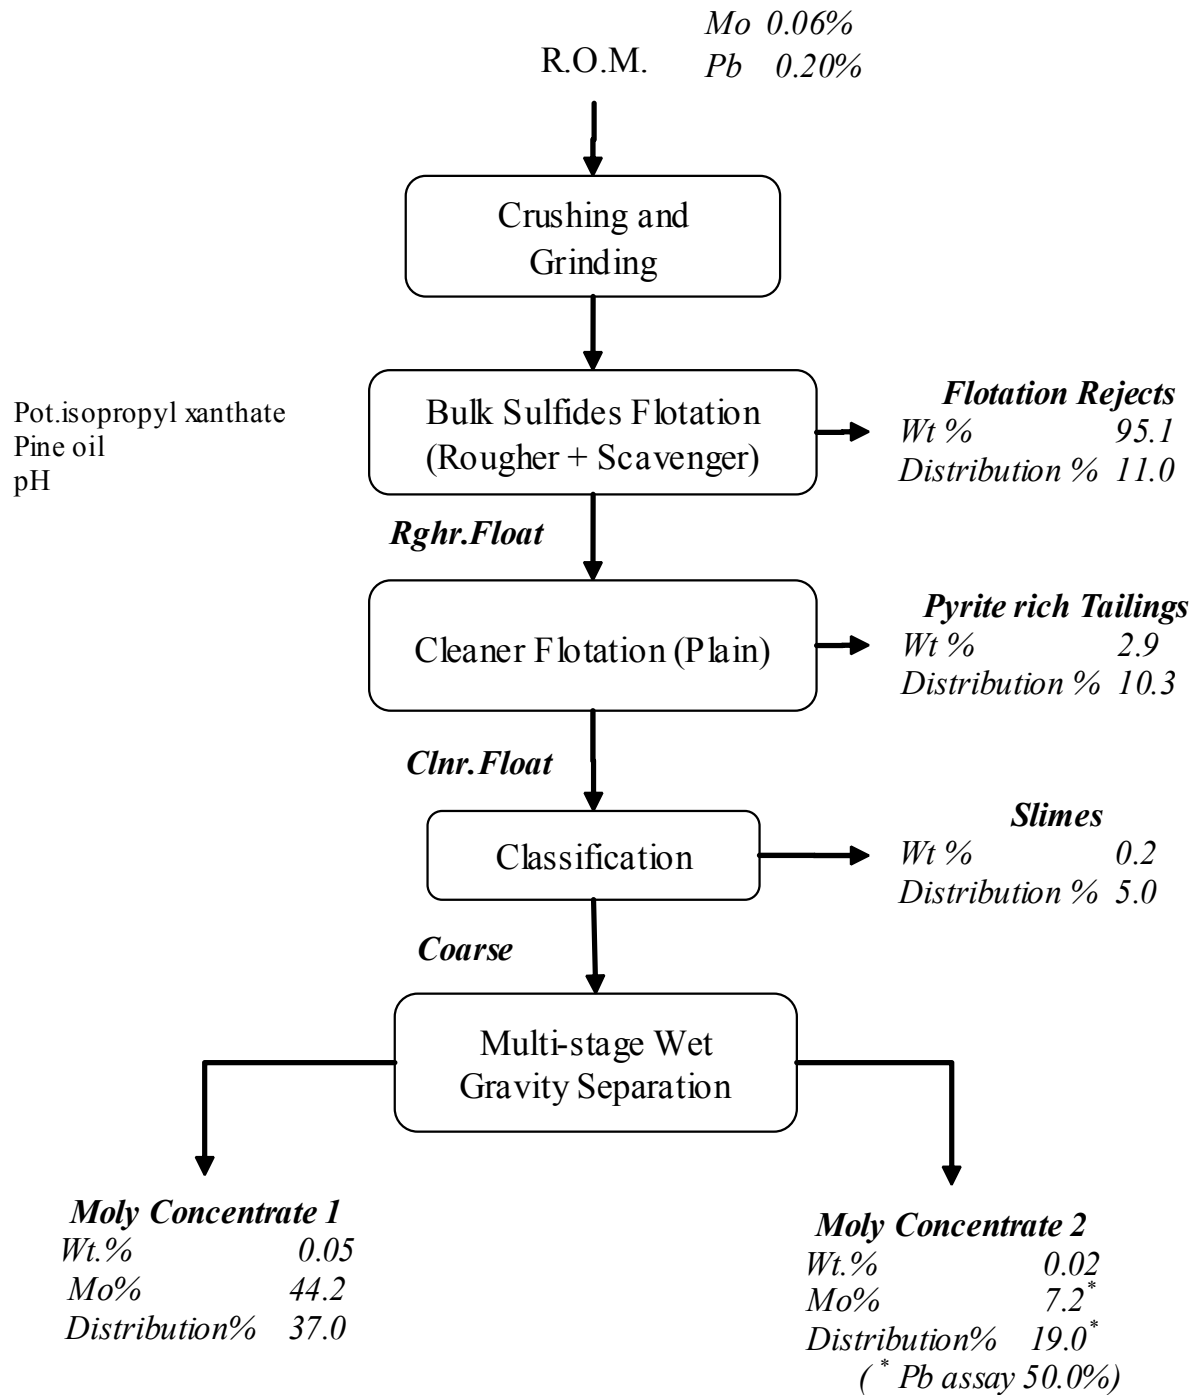 Mo 0.06%
R.O.M. Pb 0.20%
Crushing and
Grinding
Pot.isopropyl xanthate
Pine oil
pH
Bulk Sulfides Flotation
(Rougher + Scavenger)
Flotation Rejects
Wt % 95.1
Distribution % 11.0
Rghr.Float
Cleaner Flotation (Plain)
Pyrite rich Tailings
Wt % 2.9
Distribution % 10.3
Clnr.Float
Classification
Slimes
Wt % 0.2
Distribution % 5.0
Coarse
Multi-stage Wet
Gravity Separation
Moly Concentrate 1
Wt.% 0.05
Mo% 44.2
Distribution% 37.0
Moly Concentrate 2
Wt.% 0.02
Mo% 7.2*
Distribution% 19.0*
( * Pb assay 50.0%)